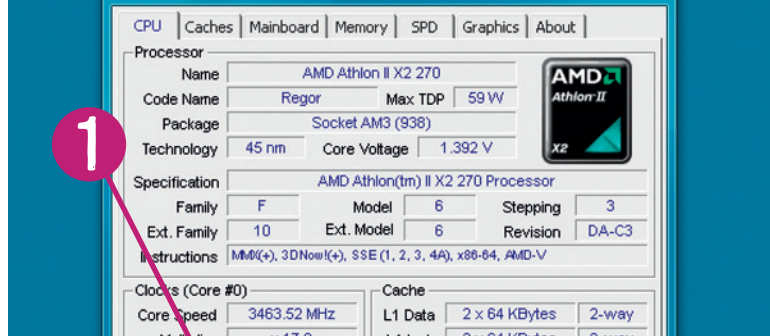 CPU Caches Mainboard Memory SPD Graphics About
Processor
Name AMD Athlon II X2 270
Code Name Regor Max TDP 59 W
Package Socket AM3 (938)
Technology 45 nm Core Voltage 1.392 V
AMD
Athlon II
X2
1
Specification AMD Athlon(tm) II X2 270 Processor
Family F Model 6 Stepping 3
Ext. Family 10 Ext. Model 6 Revision DA-C3
Instructions MMX(+), 3DNow!(+), SSE (1, 2, 3, 4A), x86-64, AMD-V
Clocks (Core #0) Cache
Core Speed 3463.52 MHz L1 Data 2 x 64 KBytes 2-way